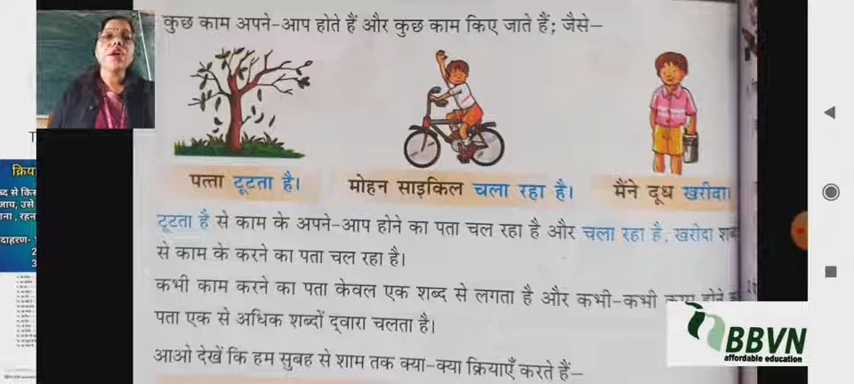 कुछ काम अपने-आप होते हैं और कुछ काम किए जाते हैं; जैसे–
पत्ता टूटता है।
मोहन साइकिल चला रहा है।
मैंने दूध खरीदा।
टूटता है से काम के अपने-आप होने का पता चल रहा है और चला रहा है, खरीदा
से काम के करने का पता चल रहा है।
कभी काम करने का पता केवल एक शब्द से लगता है और कभी-कभी काम होने
पता एक से अधिक शब्दों द्वारा चलता है।
आओ देखें कि हम सुबह से शाम तक क्या-क्या क्रियाएँ करते हैं–
BBVN
affordable education